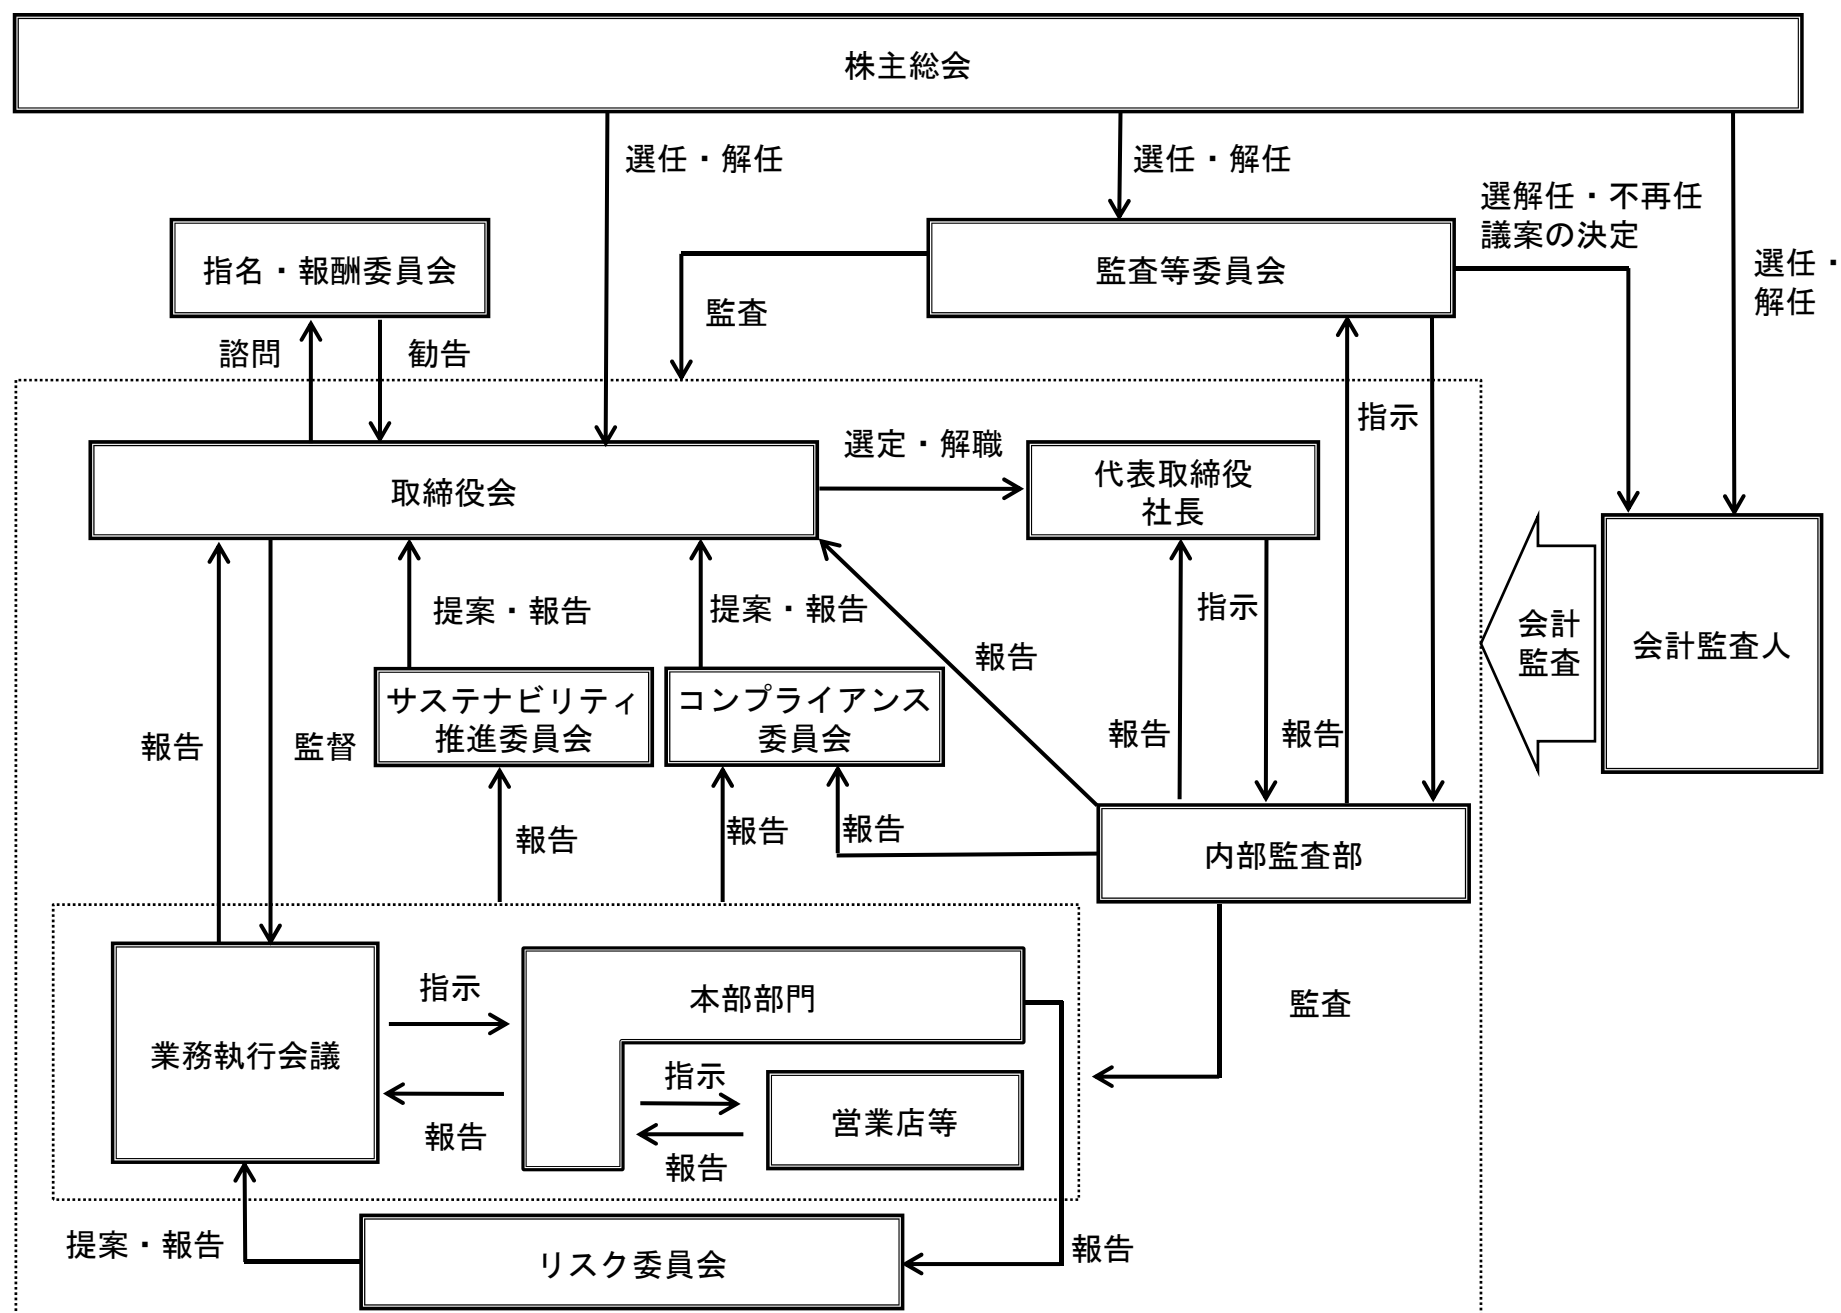 株主総会
選任・解任
選任・解任
選解任・不再任
議案の決定
選任・
解任
指名・報酬委員会
監査等委員会
監査
諮問
勧告
指示
取締役会
選定・解職
代表取締役
社長
提案・報告
提案・報告
報告
指示
会計
監査
会計監査人
サステナビリティ
推進委員会
コンプライアンス
委員会
報告
監督
報告
報告
報告
報告
報告
内部監査部
指示
本部部門
監査
業務執行会議
指示
営業店等
報告
報告
提案・報告
リスク委員会
報告